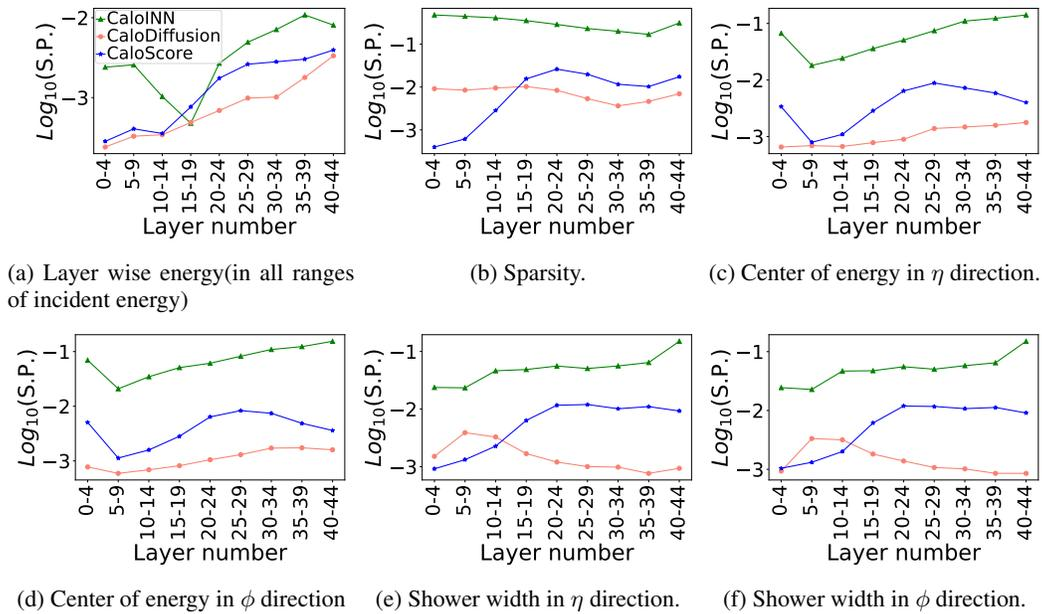 −2
−3
Log10(S.P.)
CaloINN
CaloDiffusion
CaloScore
0-4 5-9 10-14 15-19 20-24 25-29 30-34 35-39 40-44
Layer number
−1
−2
−3
Log10(S.P.)
0-4 5-9 10-14 15-19 20-24 25-29 30-34 35-39 40-44
Layer number
−1
−2
−3
Log10(S.P.)
0-4 5-9 10-14 15-19 20-24 25-29 30-34 35-39 40-44
Layer number
(a) Layer wise energy(in all ranges
of incident energy)
(b) Sparsity.
(c) Center of energy in η direction.
−1
−2
−3
Log10(S.P.)
0-4 5-9 10-14 15-19 20-24 25-29 30-34 35-39 40-44
Layer number
−1
−2
−3
Log10(S.P.)
0-4 5-9 10-14 15-19 20-24 25-29 30-34 35-39 40-44
Layer number
−1
−2
−3
Log10(S.P.)
0-4 5-9 10-14 15-19 20-24 25-29 30-34 35-39 40-44
Layer number
(d) Center of energy in ϕ direction
(e) Shower width in η direction.
(f) Shower width in ϕ direction.